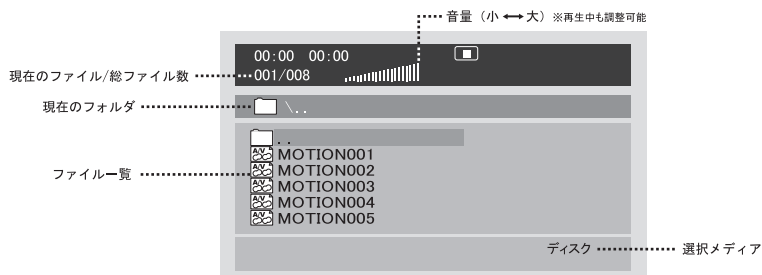 音量（小 ⟷ 大）※再生中も調整可能
00:00 00:00
現在のファイル/総ファイル数
001/008
現在のフォルダ
\..
..
MOTION001
MOTION002
ファイル一覧
MOTION003
MOTION004
MOTION005
ディスク
選択メディア